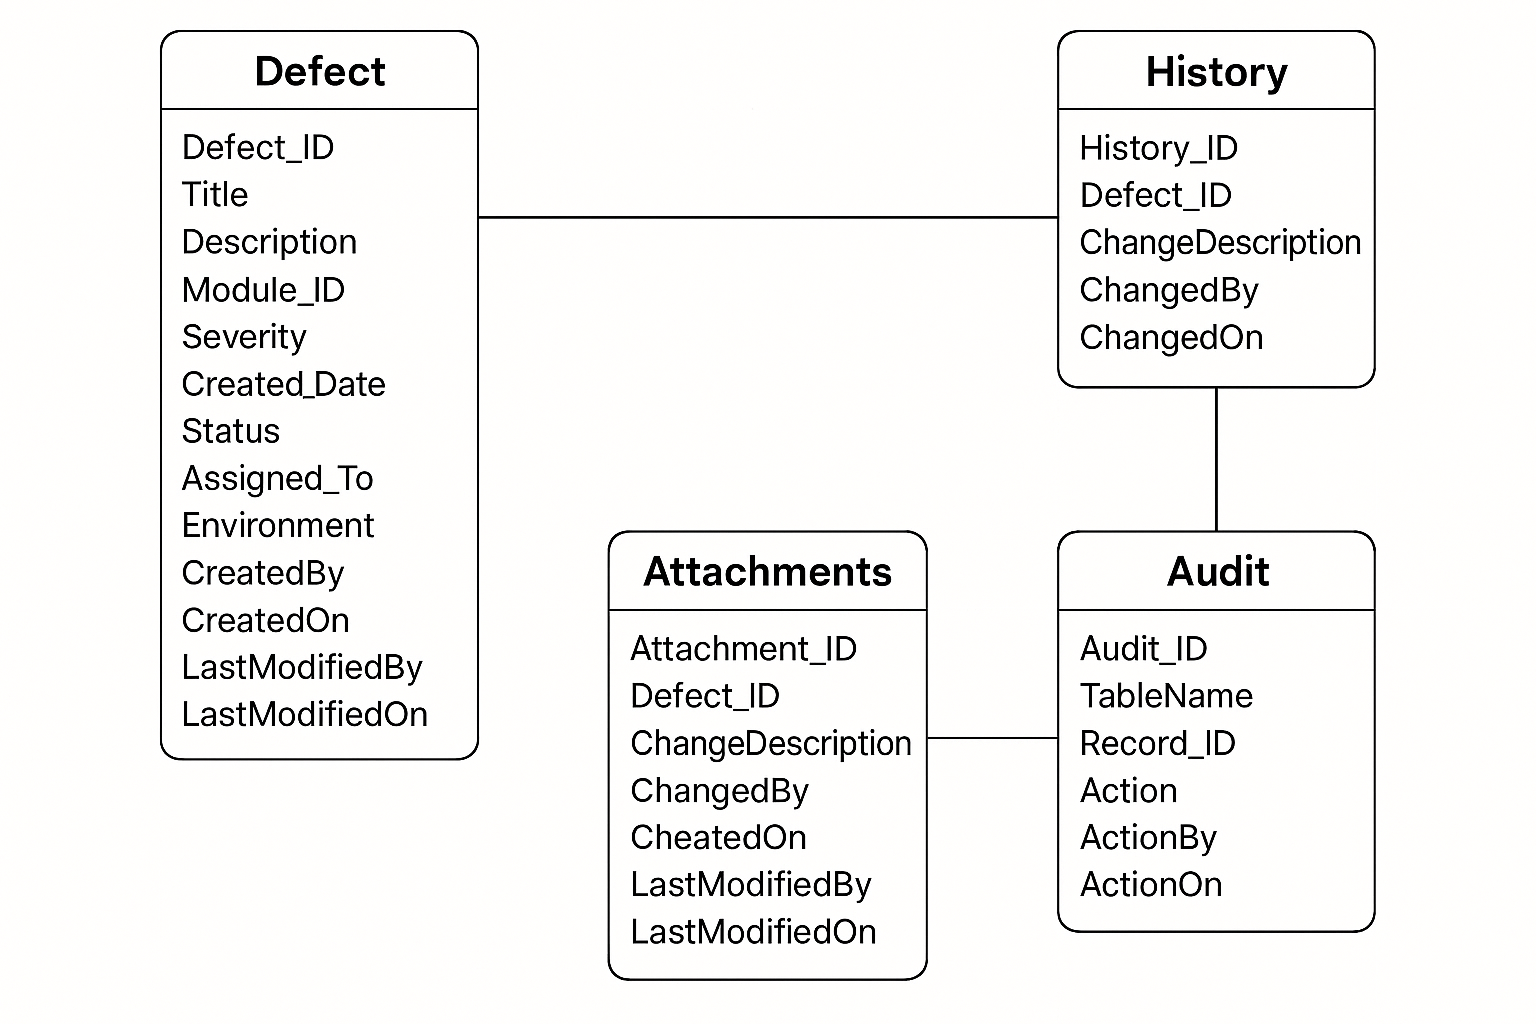 Defect
Defect_ID
Title
Description
Module_ID
Severity
Created_Date
Status
Assigned_To
Environment
CreatedBy
CreatedOn
LastModifiedBy
LastModifiedOn
History
History_ID
Defect_ID
ChangeDescription
ChangedBy
ChangedOn
Attachments
Attachment_ID
Defect_ID
ChangeDescription
ChangedBy
CheatedOn
LastModifiedBy
LastModifiedOn
Audit
Audit_ID
TableName
Record_ID
Action
ActionBy
ActionOn